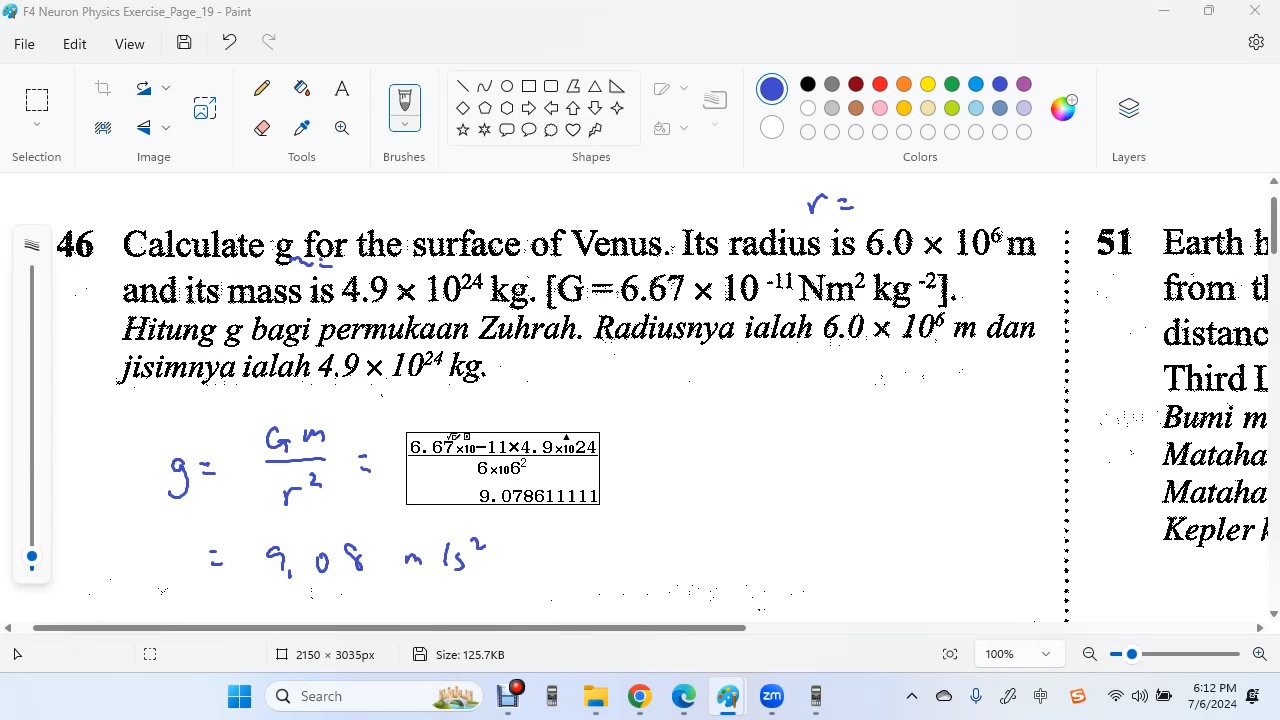 F4 Neuron Physics Exercise_Page_19 - Paint
File Edit View
Selection Image Tools Brushes Shapes Colors Layers
r =
46 Calculate g for the surface of Venus. Its radius is 6.0 × 10⁶ m
and its mass is 4.9 × 10²⁴ kg. [G = 6.67 × 10 ⁻¹¹ Nm² kg ⁻²].
Hitung g bagi permukaan Zuhrah. Radiusnya ialah 6.0 × 10⁶ m dan
jisimnya ialah 4.9 × 10²⁴ kg.
g = G m / r² =
6.67×10-11×4.9×1024
6×106²
9.078611111
= 9.08 m/s²
51 Earth h
from th
distanc
Third L
Bumi m
Mataha
Mataha
Kepler k
2150 × 3035px Size: 125.7KB 100%
Search zm 中 S 6:12 PM
7/6/2024